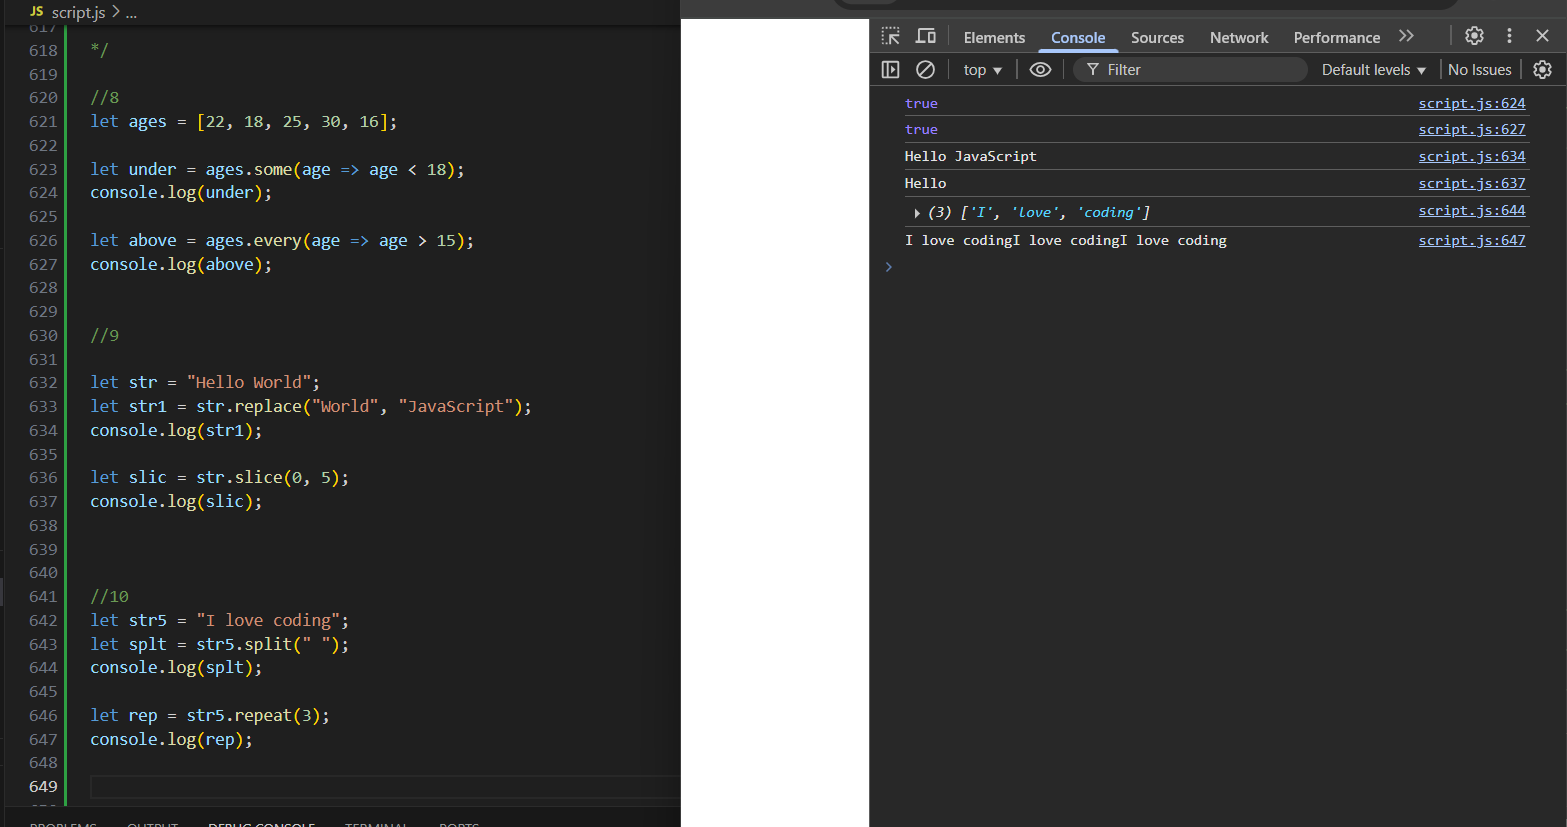 JS script.js > ...
617
618 */
619
620 //8
621 let ages = [22, 18, 25, 30, 16];
622
623 let under = ages.some(age => age < 18);
624 console.log(under);
625
626 let above = ages.every(age => age > 15);
627 console.log(above);
628
629
630 //9
631
632 let str = "Hello World";
633 let str1 = str.replace("World", "JavaScript");
634 console.log(str1);
635
636 let slic = str.slice(0, 5);
637 console.log(slic);
638
639
640
641 //10
642 let str5 = "I love coding";
643 let splt = str5.split(" ");
644 console.log(splt);
645
646 let rep = str5.repeat(3);
647 console.log(rep);
648
649
PROBLEMS OUTPUT DEBUG CONSOLE TERMINAL PORTS
Elements Console Sources Network Performance
top Filter Default levels No Issues
true script.js:624
true script.js:627
Hello JavaScript script.js:634
Hello script.js:637
(3) ['I', 'love', 'coding'] script.js:644
I love codingI love codingI love coding script.js:647